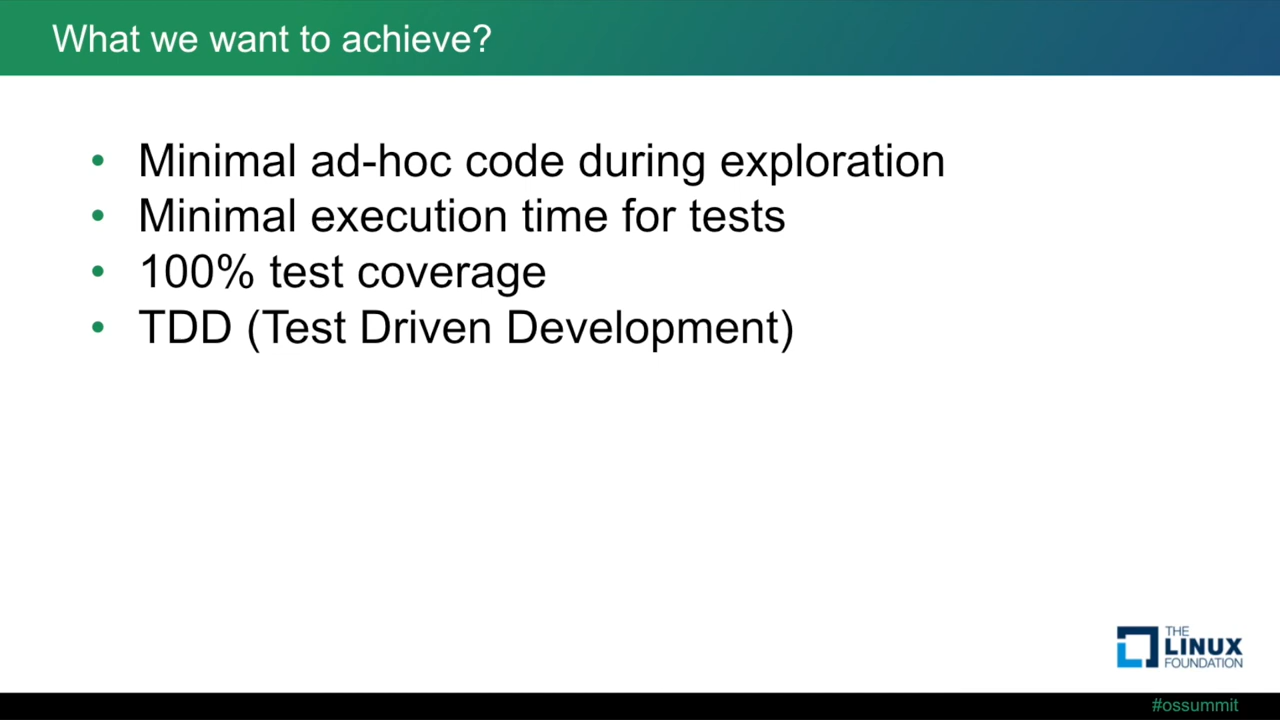 What we want to achieve?
• Minimal ad-hoc code during exploration
• Minimal execution time for tests
• 100% test coverage
• TDD (Test Driven Development)
THE
LINUX
FOUNDATION
#ossummit